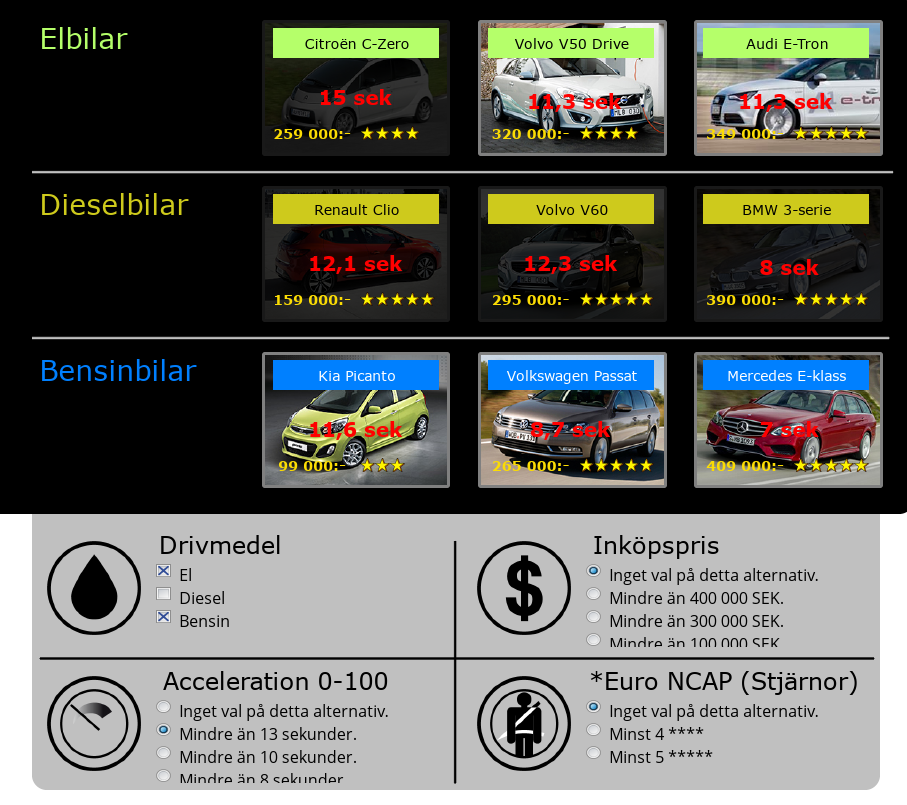 Elbilar
Citroën C-Zero
15 sek
259 000:- ★★★★
Volvo V50 Drive
11,3 sek
320 000:- ★★★★
Audi E-Tron
11,3 sek
349 000:- ★★★★★
Dieselbilar
Renault Clio
12,1 sek
159 000:- ★★★★★
Volvo V60
12,3 sek
295 000:- ★★★★★
BMW 3-serie
8 sek
390 000:- ★★★★★
Bensinbilar
Kia Picanto
11,6 sek
99 000:- ★★★
Volkswagen Passat
8,7 sek
265 000:- ★★★★★
Mercedes E-klass
7 sek
409 000:- ★★★★★
Drivmedel
El
Diesel
Bensin
$
Inköpspris
Inget val på detta alternativ.
Mindre än 400 000 SEK.
Mindre än 300 000 SEK.
Mindre än 100 000 SEK.
Acceleration 0-100
Inget val på detta alternativ.
Mindre än 13 sekunder.
Mindre än 10 sekunder.
Mindre än 8 sekunder.
*Euro NCAP (Stjärnor)
Inget val på detta alternativ.
Minst 4 ****
Minst 5 *****